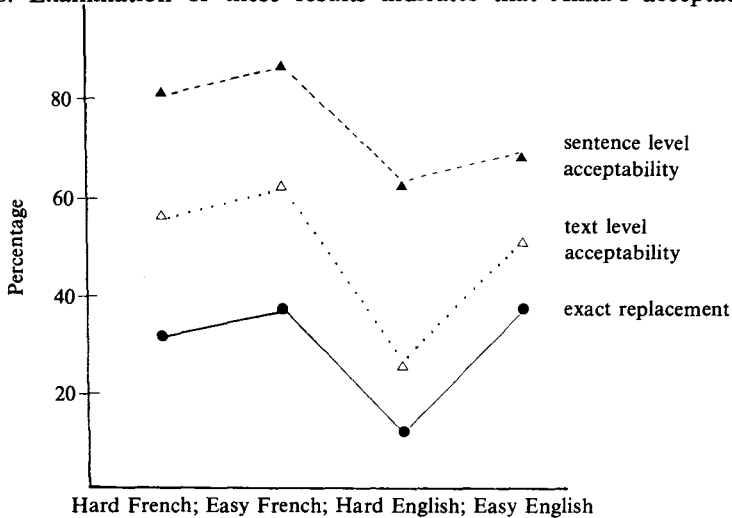 80
60
40
20
Percentage
sentence level
acceptability
text level
acceptability
exact replacement
Hard French; Easy French; Hard English; Easy English